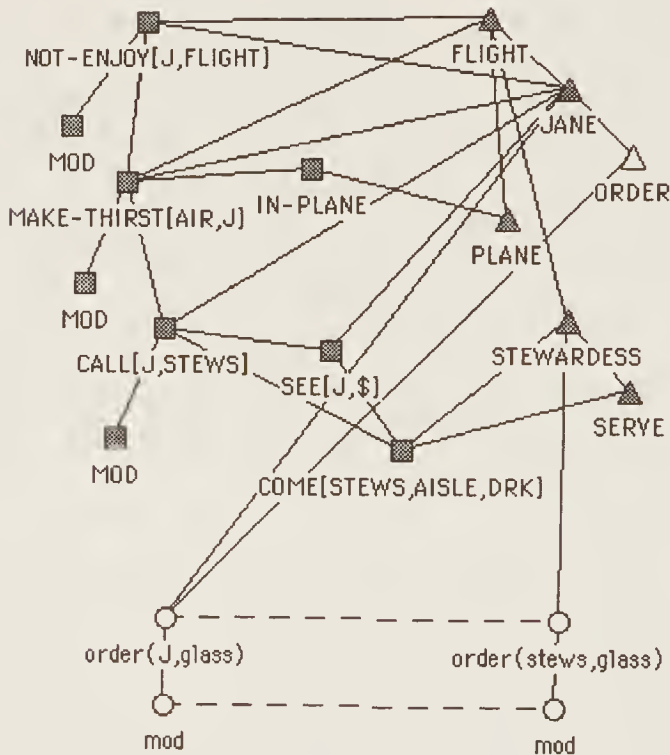 NOT-ENJOY[J,FLIGHT]
FLIGHT
JANE
MOD
ORDER
MAKE-THIRST[AIR,J]
IN-PLANE
PLANE
MOD
CALL[J,STEWS]
SEE[J,$]
STEWARDESS
SERVE
MOD
COME[STEWS,AISLE,DRK]
order(J,glass)
order(stews,glass)
mod
mod